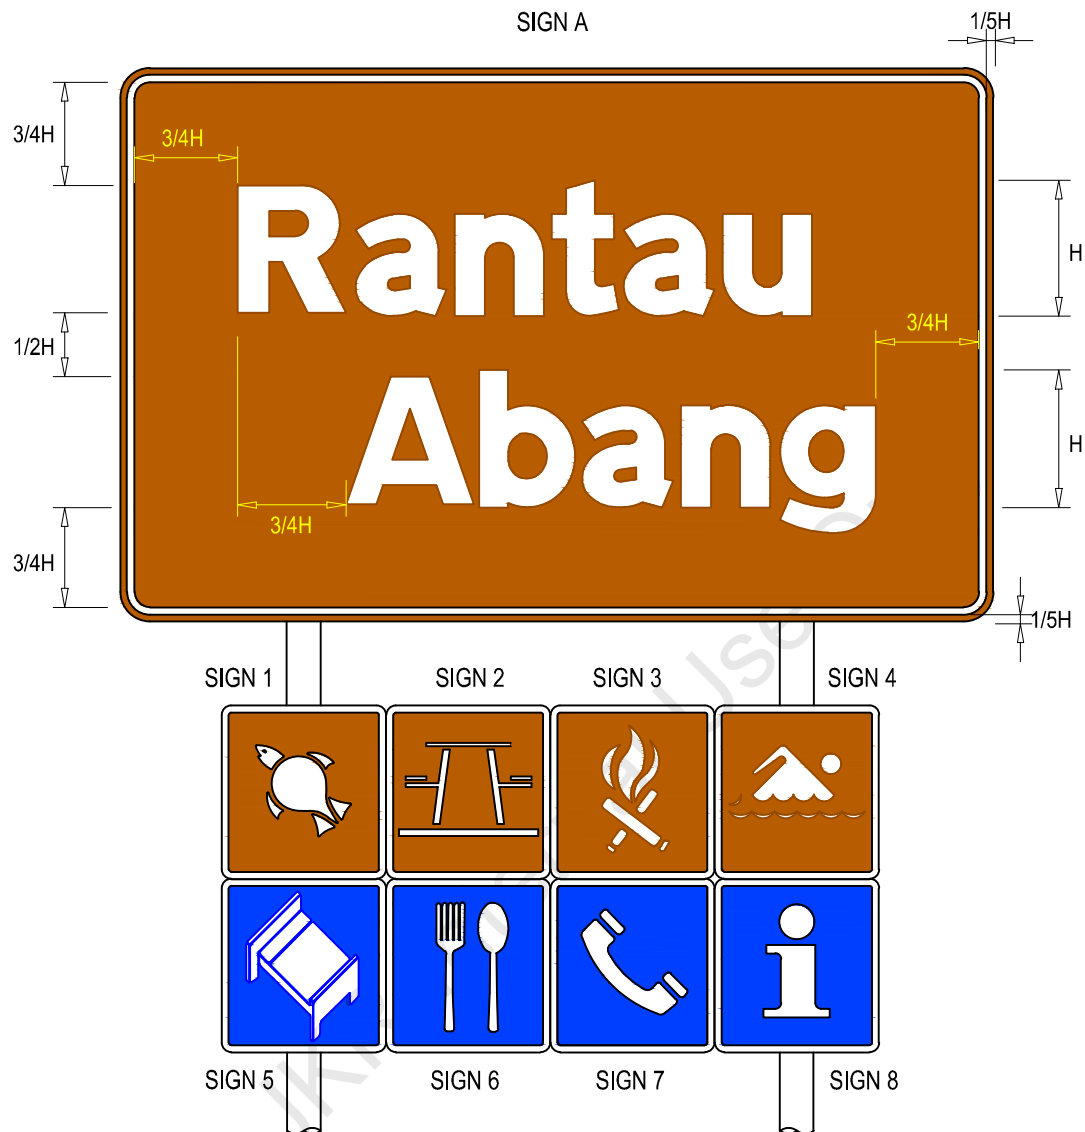 SIGN A
1/5H
3/4H
3/4H
Rantau
H
1/2H
3/4H
Abang
H
3/4H
3/4H
1/5H
SIGN 1
SIGN 2
SIGN 3
SIGN 4
SIGN 5
SIGN 6
SIGN 7
SIGN 8